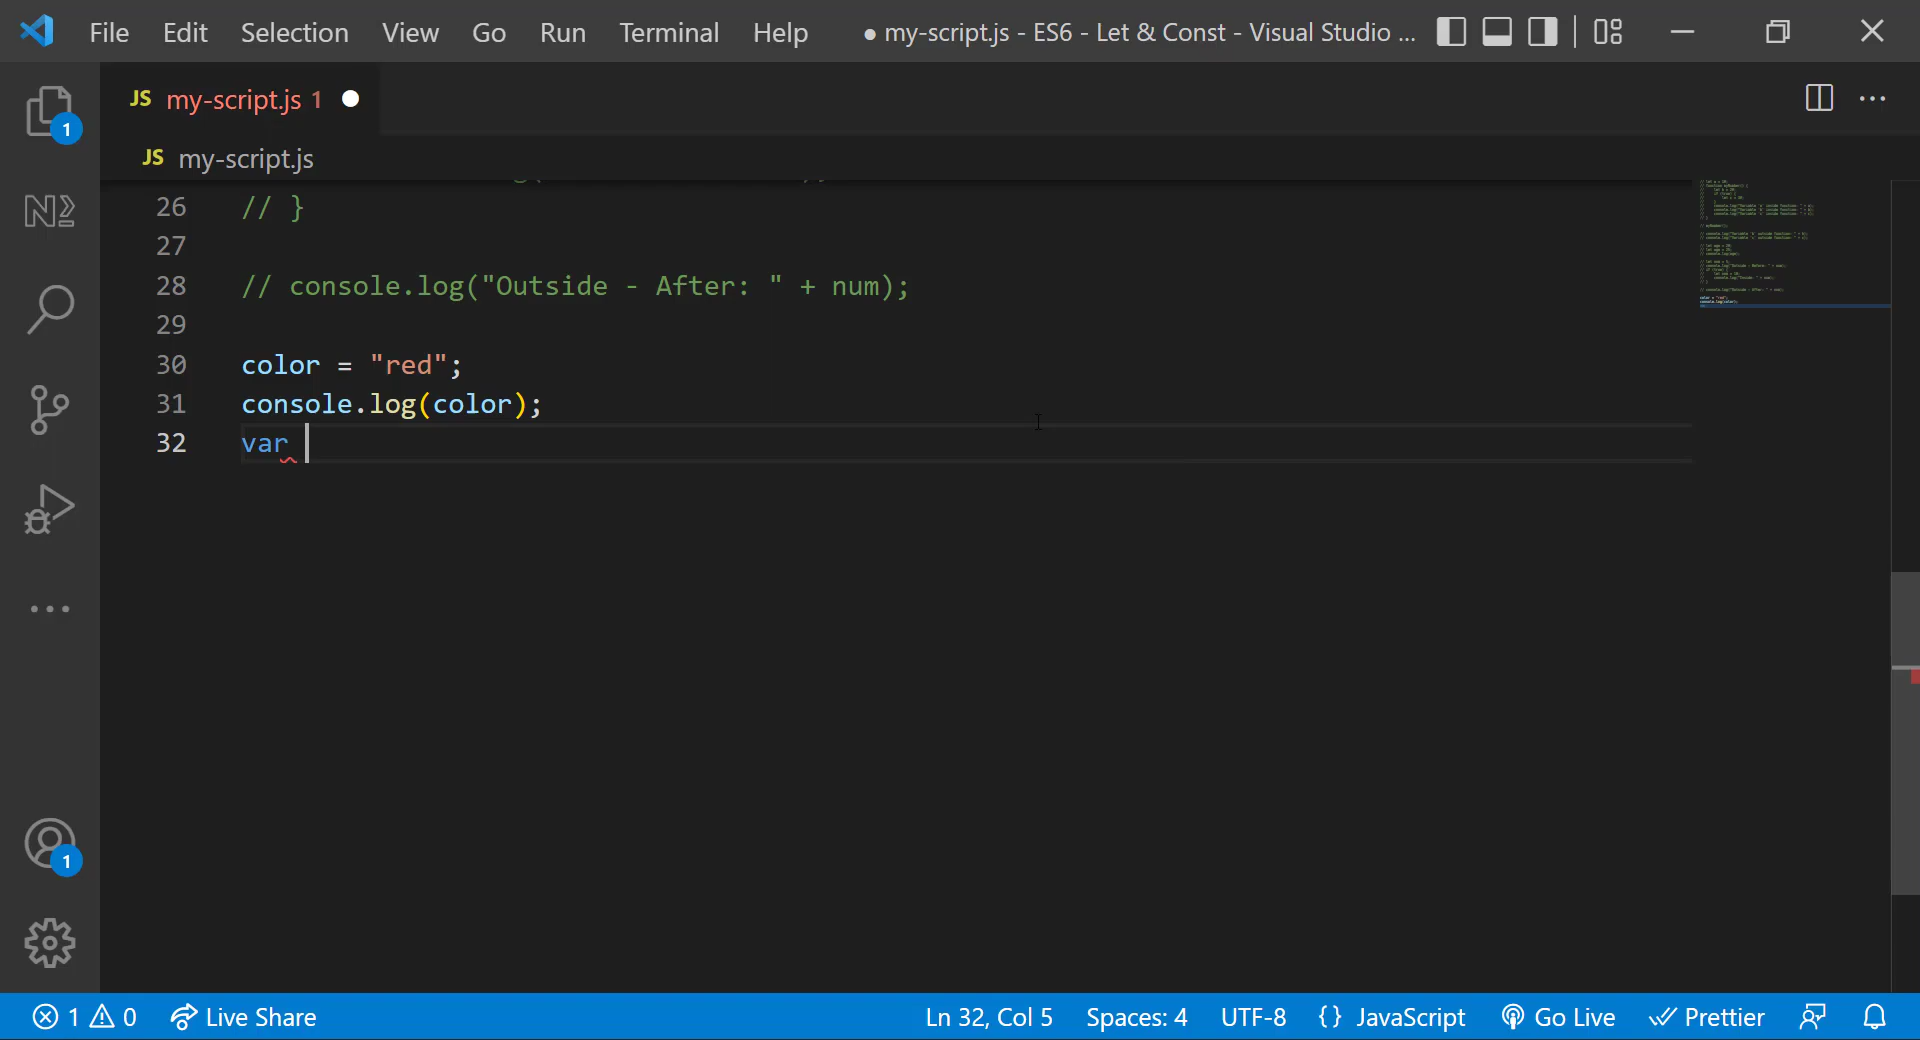 File Edit Selection View Go Run Terminal Help ● my-script.js - ES6 - Let & Const - Visual Studio ...
1
JS my-script.js 1
JS my-script.js
26 // }
27
28 // console.log("Outside - After: " + num);
29
30 color = "red";
31 console.log(color);
32 var
1
1 0 Live Share Ln 32, Col 5 Spaces: 4 UTF-8 {} JavaScript Go Live Prettier